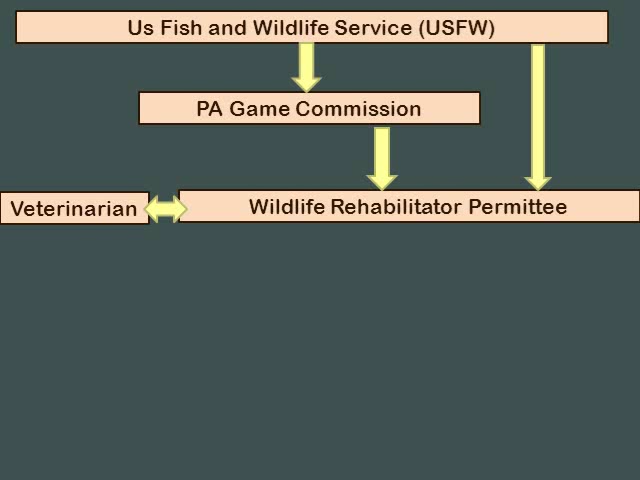 Us Fish and Wildlife Service (USFW)
PA Game Commission
Veterinarian
Wildlife Rehabilitator Permittee